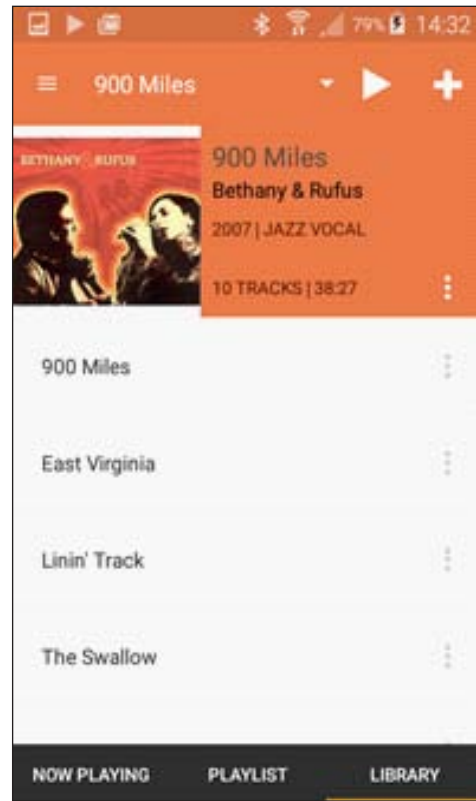 79% 14:32
900 Miles
BETHANY & RUFUS
900 Miles
Bethany & Rufus
2007 | JAZZ VOCAL
10 TRACKS | 38:27
900 Miles
East Virginia
Linin' Track
The Swallow
NOW PLAYING PLAYLIST LIBRARY